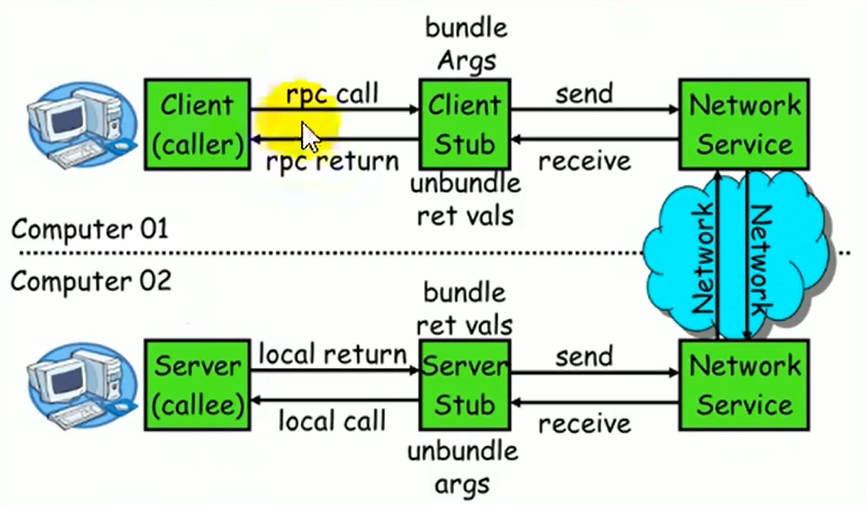 bundle
Args
Client
(caller)
rpc call
rpc return
Client
Stub
send
receive
Network
Service
unbundle
ret vals
Computer 01
Network
Network
Computer 02
bundle
ret vals
Server
(callee)
local return
local call
Server
Stub
send
receive
Network
Service
unbundle
args